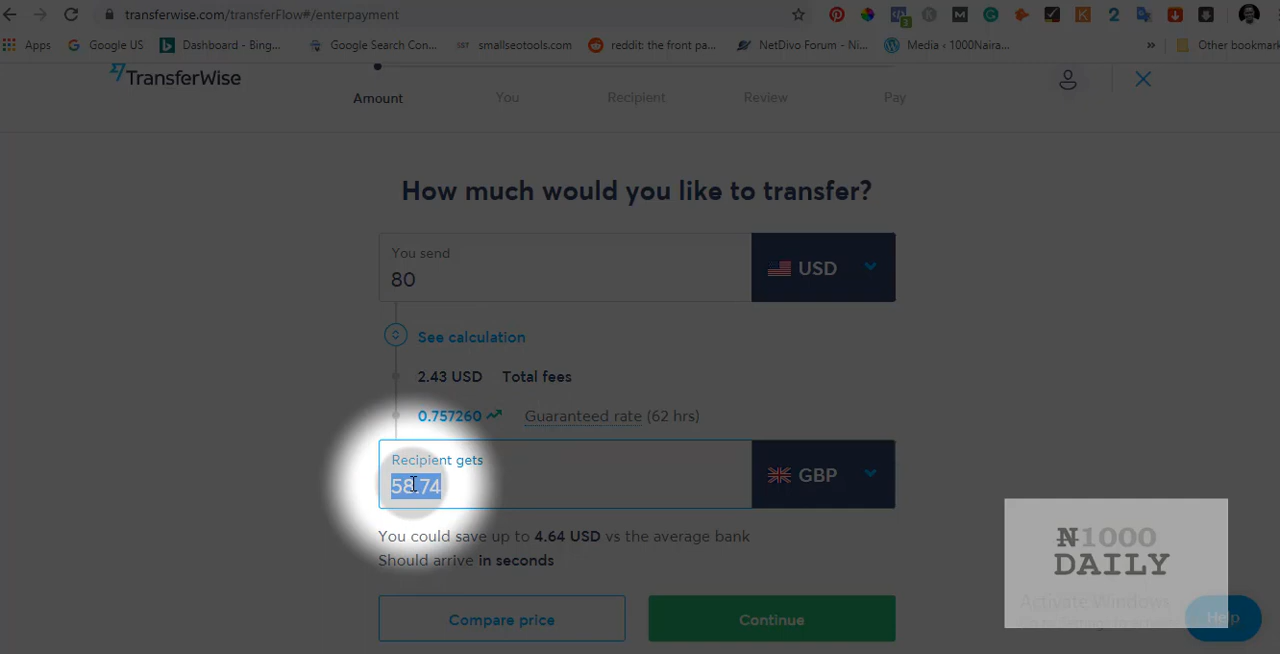 transferwise.com/transferFlow#/enterpayment
Apps
Google US
Dashboard - Bing...
Google Search Con...
SST smallseotools.com
reddit: the front pa...
NetDivo Forum - Ni...
Media ‹ 1000Naira...
»
Other bookmark
TransferWise
Amount
You
Recipient
Review
Pay
How much would you like to transfer?
You send
80
USD
See calculation
2.43 USD Total fees
0.757260 Guaranteed rate (62 hrs)
Recipient gets
58.74
GBP
You could save up to 4.64 USD vs the average bank
Should arrive in seconds
Compare price
Continue
₦1000
DAILY
Activate Windows
Help